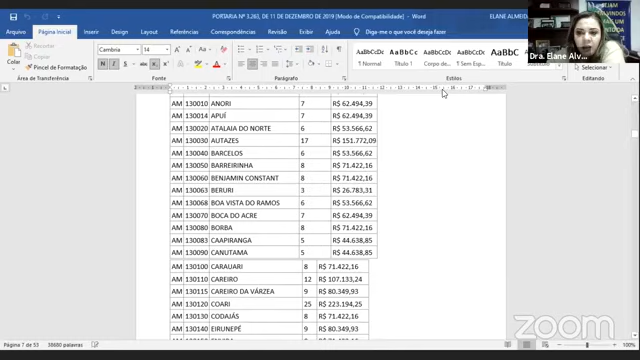 PORTARIA Nº 3.263, DE 11 DE DEZEMBRO DE 2019 [Modo de Compatibilidade] - Word
ELANE ALMEIDA
Arquivo Página Inicial Inserir Design Layout Referências Correspondências Revisão Exibir Ajuda Diga-me o que você deseja fazer
Colar
Recortar
Copiar
Pincel de Formatação
Cambria 14
AaBbCcDc AaBbCc AaBbCcDc AaBbCcDc AaBbC AaBbCcDc
1 Normal Título 1 Corpo de... 1 Sem Esp... Título
Selecionar
Área de Transferência Fonte Parágrafo Estilos Editando
Dra. Elane Alv...
AM 130010 ANORI 7 R$ 62.494,39
AM 130014 APUÍ 7 R$ 62.494,39
AM 130020 ATALAIA DO NORTE 6 R$ 53.566,62
AM 130030 AUTAZES 17 R$ 151.772,09
AM 130040 BARCELOS 6 R$ 53.566,62
AM 130050 BARREIRINHA 8 R$ 71.422,16
AM 130060 BENJAMIN CONSTANT 8 R$ 71.422,16
AM 130063 BERURI 3 R$ 26.783,31
AM 130068 BOA VISTA DO RAMOS 6 R$ 53.566,62
AM 130070 BOCA DO ACRE 7 R$ 62.494,39
AM 130080 BORBA 8 R$ 71.422,16
AM 130083 CAAPIRANGA 5 R$ 44.638,85
AM 130090 CANUTAMA 5 R$ 44.638,85
AM 130100 CARAUARI 8 R$ 71.422,16
AM 130110 CAREIRO 12 R$ 107.133,24
AM 130115 CAREIRO DA VÁRZEA 9 R$ 80.349,93
AM 130120 COARI 25 R$ 223.194,25
AM 130130 CODAJÁS 8 R$ 71.422,16
AM 130140 EIRUNEPÉ 9 R$ 80.349,93
Página 7 de 53 38680 palavras
100%
zoom